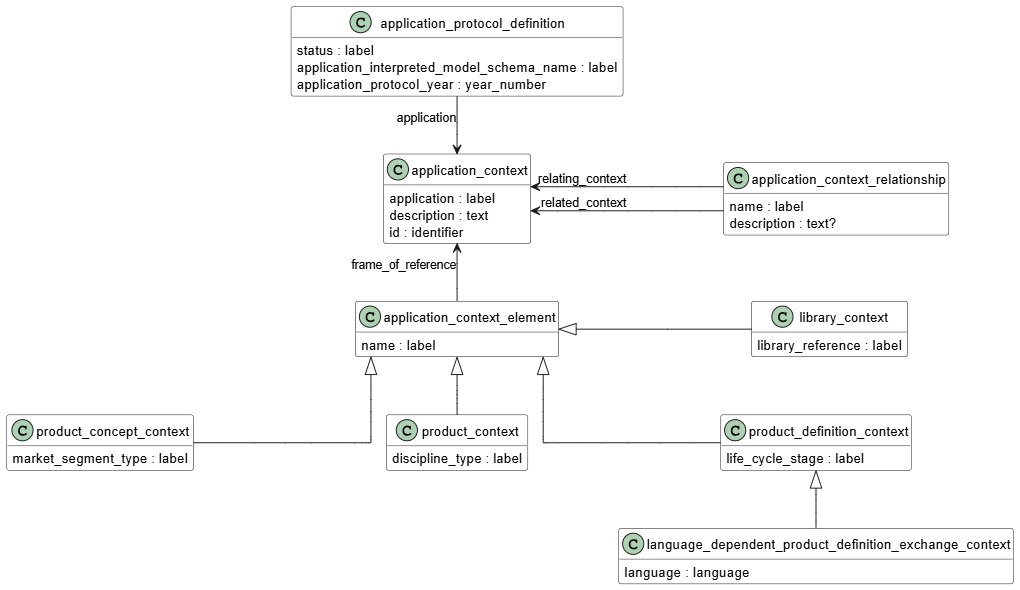 C application_protocol_definition
status : label
application_interpreted_model_schema_name : label
application_protocol_year : year_number
application
C application_context
application : label
description : text
id : identifier
relating_context
related_context
C application_context_relationship
name : label
description : text?
frame_of_reference
C application_context_element
name : label
C library_context
library_reference : label
C product_concept_context
market_segment_type : label
C product_context
discipline_type : label
C product_definition_context
life_cycle_stage : label
C language_dependent_product_definition_exchange_context
language : language